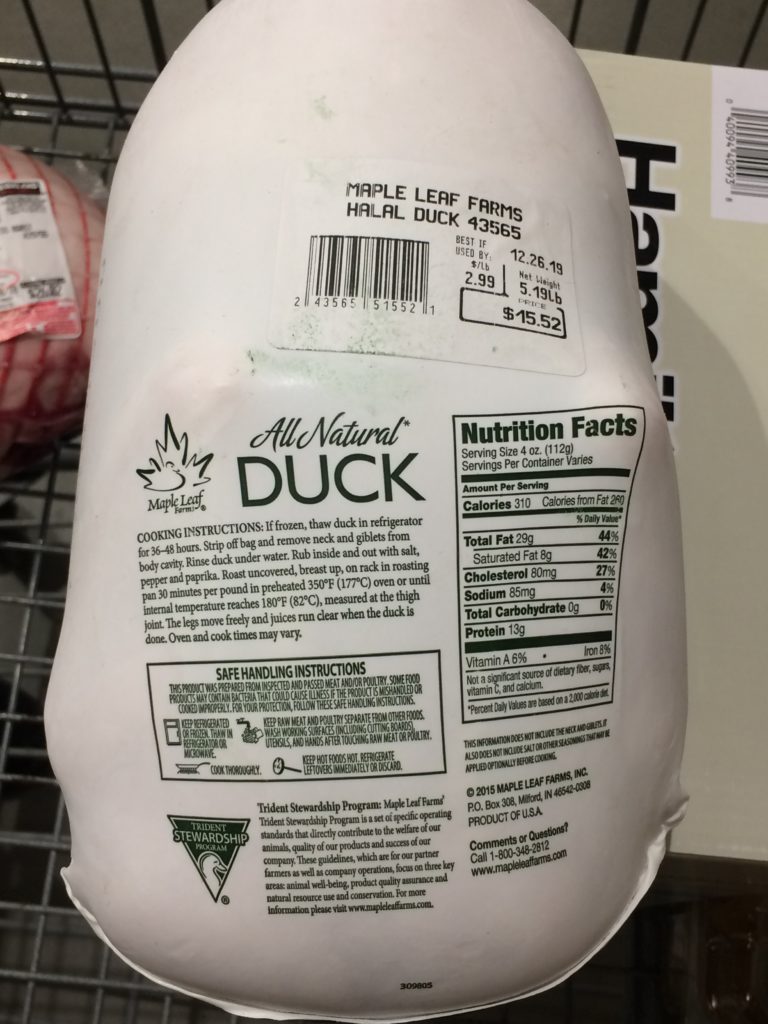 MAPLE LEAF FARMS
HALAL DUCK 43565
BEST IF
USED BY: 12.26.19
$/Lb Net Weight
2.99 5.19Lb
PRICE
$15.52
2 43565 51552 1
Maple Leaf
Farms®
All Natural*
DUCK
COOKING INSTRUCTIONS: If frozen, thaw duck in refrigerator
for 36-48 hours. Strip off bag and remove neck and giblets from
body cavity. Rinse duck under water. Rub inside and out with salt,
pepper and paprika. Roast uncovered, breast up, on rack in roasting
pan 30 minutes per pound in preheated 350°F (177°C) oven or until
internal temperature reaches 180°F (82°C), measured at the thigh
joint. The legs move freely and juices run clear when the duck is
done. Oven and cook times may vary.
SAFE HANDLING INSTRUCTIONS
THIS PRODUCT WAS PREPARED FROM INSPECTED AND PASSED MEAT AND/OR POULTRY. SOME FOOD
PRODUCTS MAY CONTAIN BACTERIA THAT COULD CAUSE ILLNESS IF THE PRODUCT IS MISHANDLED OR
COOKED IMPROPERLY. FOR YOUR PROTECTION, FOLLOW THESE SAFE HANDLING INSTRUCTIONS.
KEEP REFRIGERATED
OR FROZEN. THAW IN
REFRIGERATOR OR
MICROWAVE.
KEEP RAW MEAT AND POULTRY SEPARATE FROM OTHER FOODS.
WASH WORKING SURFACES (INCLUDING CUTTING BOARDS),
UTENSILS, AND HANDS AFTER TOUCHING RAW MEAT OR POULTRY.
COOK THOROUGHLY.
KEEP HOT FOODS HOT. REFRIGERATE
LEFTOVERS IMMEDIATELY OR DISCARD.
TRIDENT
STEWARDSHIP
PROGRAM
®
Trident Stewardship Program: Maple Leaf Farms'
Trident Stewardship Program is a set of specific operating
standards that directly contribute to the welfare of our
animals, quality of our products and success of our
company. These guidelines, which are for our partner
farmers as well as company operations, focus on three key
areas: animal well-being, product quality assurance and
natural resource use and conservation. For more
information please visit www.mapleleaffarms.com.
Nutrition Facts
Serving Size 4 oz. (112g)
Servings Per Container Varies
Amount Per Serving
Calories 310 Calories from Fat 260
% Daily Value*
Total Fat 29g 44%
Saturated Fat 8g 42%
Cholesterol 80mg 27%
Sodium 85mg 4%
Total Carbohydrate 0g 0%
Protein 13g
Vitamin A 6% • Iron 8%
Not a significant source of dietary fiber, sugars,
vitamin C, and calcium.
*Percent Daily Values are based on a 2,000 calorie diet.
THIS INFORMATION DOES NOT INCLUDE THE NECK AND GIBLETS. IT
ALSO DOES NOT INCLUDE SALT OR OTHER SEASONINGS THAT MAY BE
APPLIED OPTIONALLY BEFORE COOKING.
© 2015 MAPLE LEAF FARMS, INC.
P.O. Box 308, Milford, IN 46542-0308
PRODUCT OF U.S.A.
Comments or Questions?
Call 1-800-348-2812
www.mapleleaffarms.com
309805